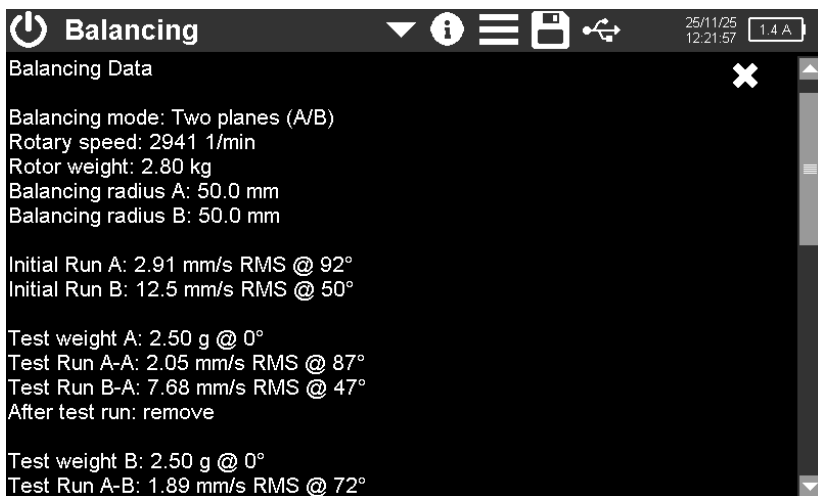 Balancing
25/11/25
12:21:57
1.4 A
Balancing Data
Balancing mode: Two planes (A/B)
Rotary speed: 2941 1/min
Rotor weight: 2.80 kg
Balancing radius A: 50.0 mm
Balancing radius B: 50.0 mm
Initial Run A: 2.91 mm/s RMS @ 92°
Initial Run B: 12.5 mm/s RMS @ 50°
Test weight A: 2.50 g @ 0°
Test Run A-A: 2.05 mm/s RMS @ 87°
Test Run B-A: 7.68 mm/s RMS @ 47°
After test run: remove
Test weight B: 2.50 g @ 0°
Test Run A-B: 1.89 mm/s RMS @ 72°